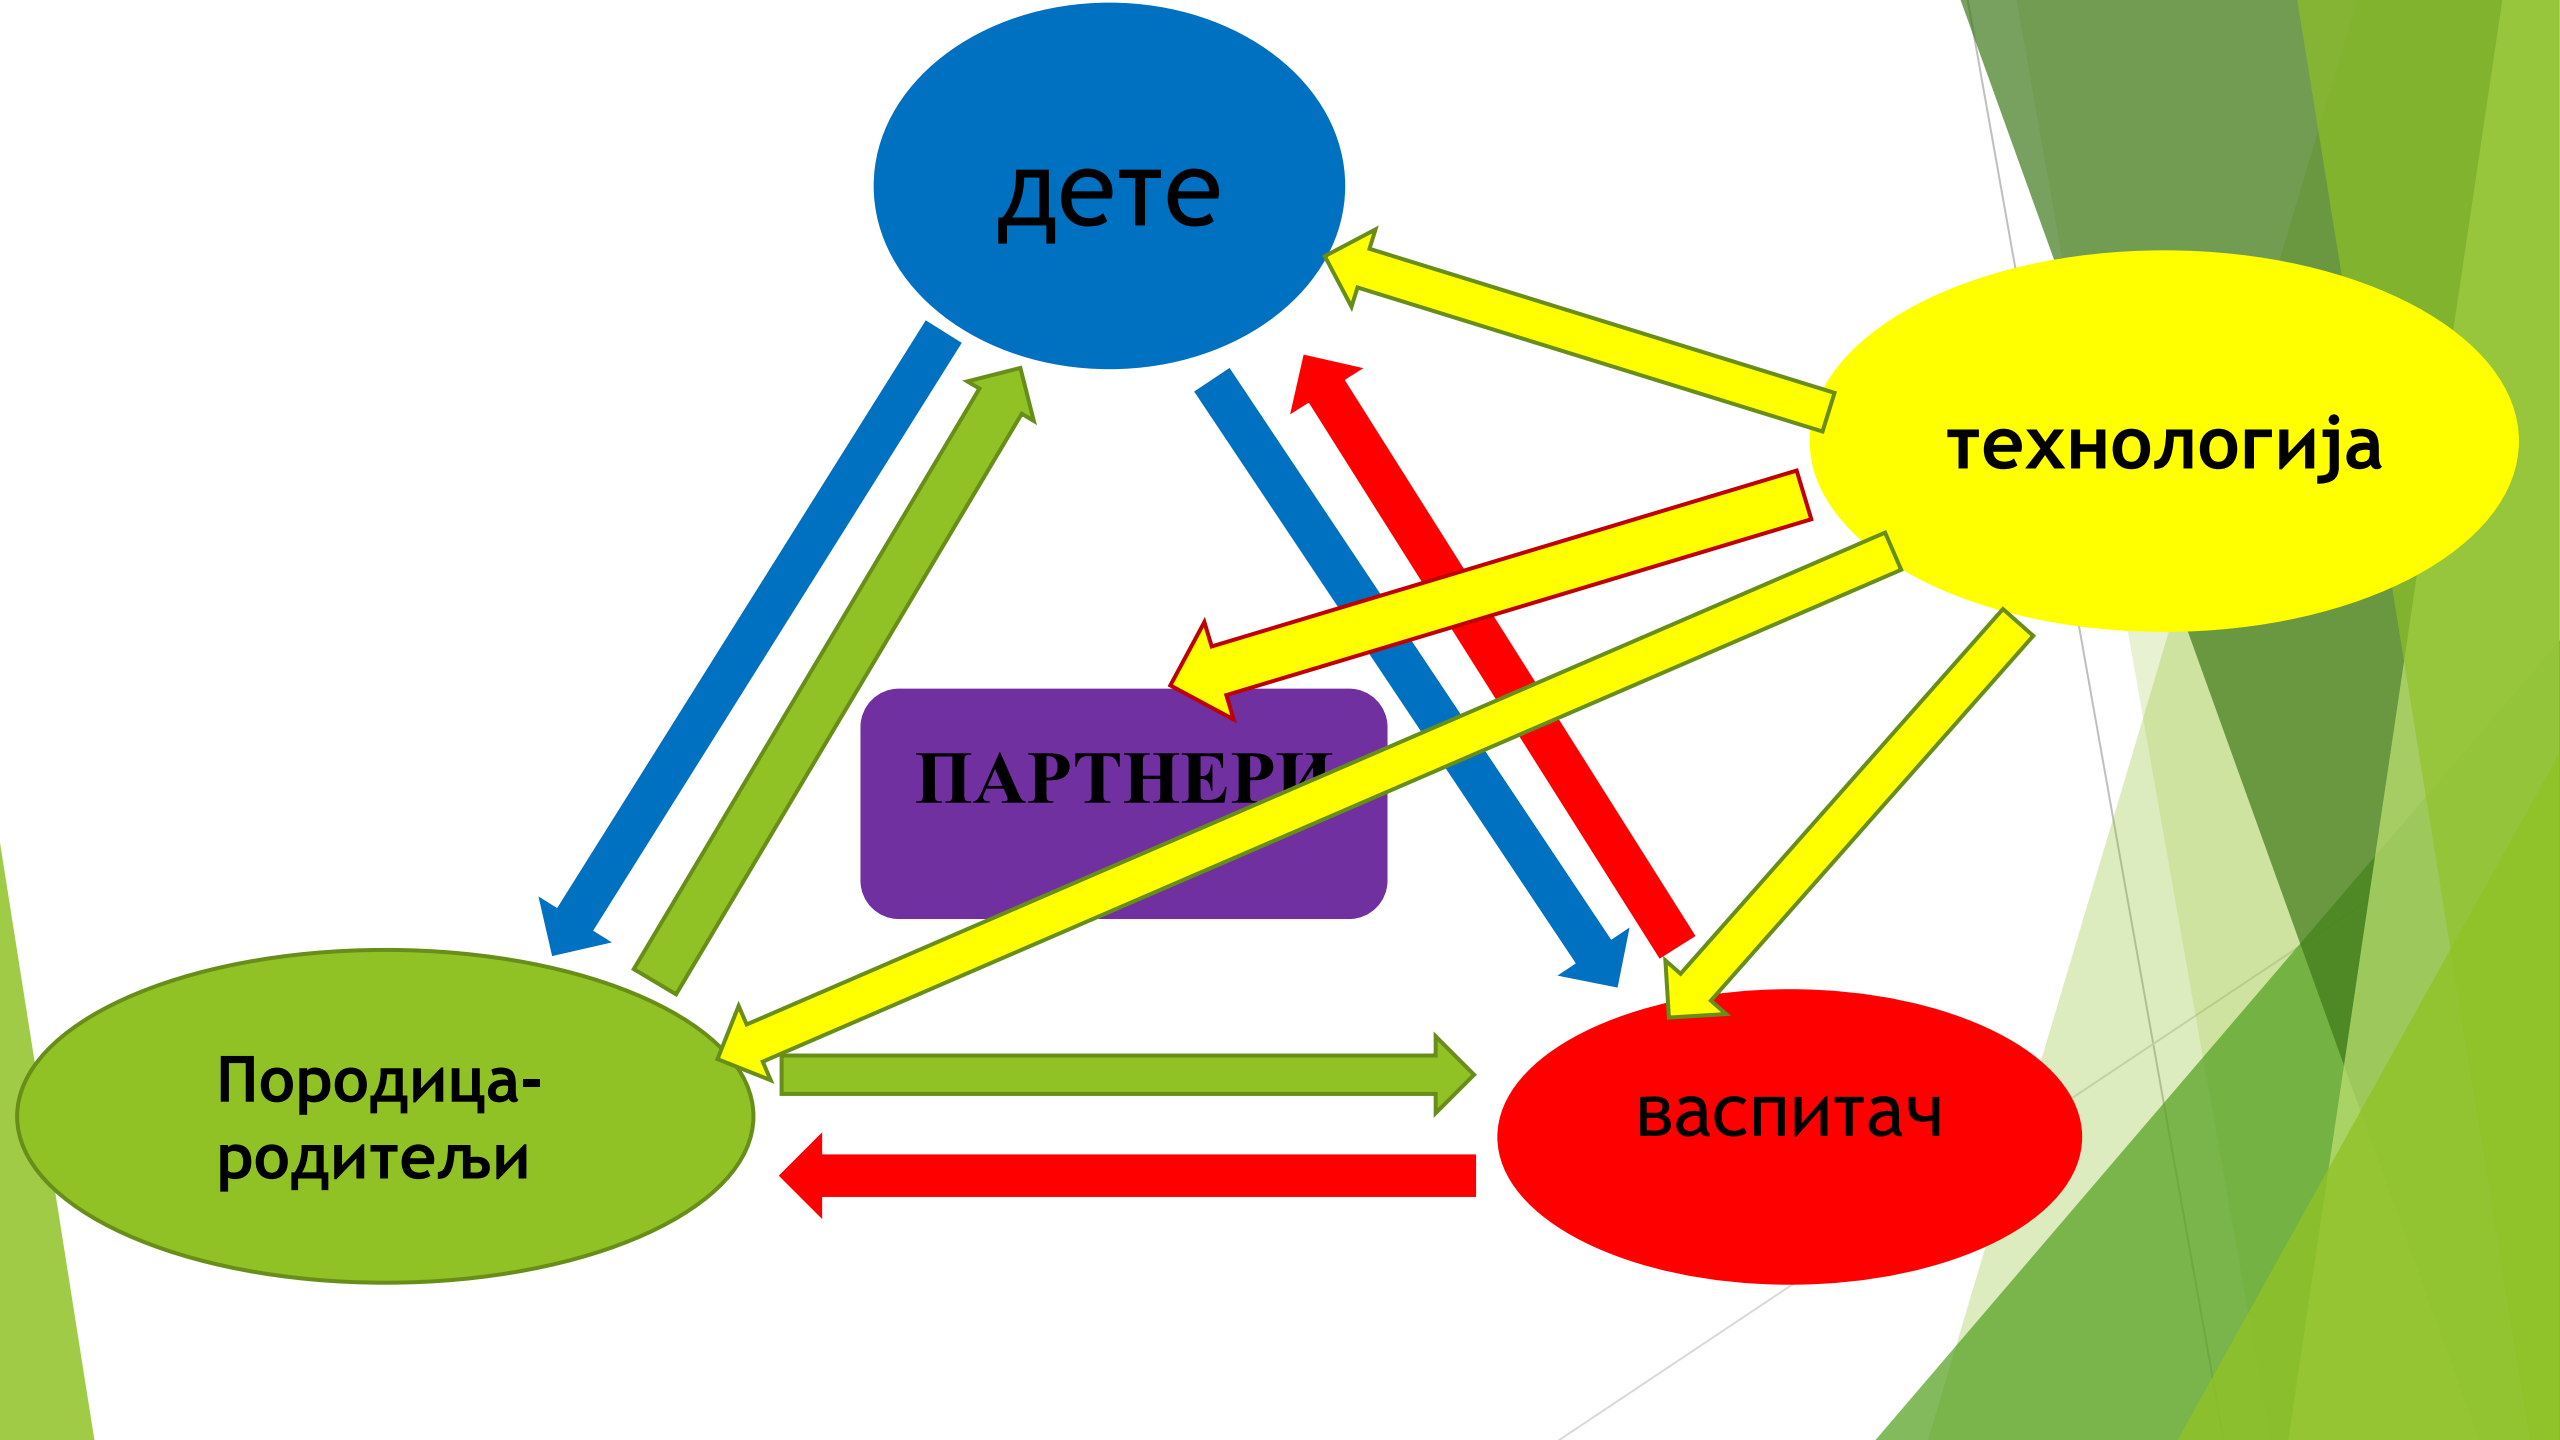 дете
технологија
ПАРТНЕРИ
Породица-
родитељи
васпитач